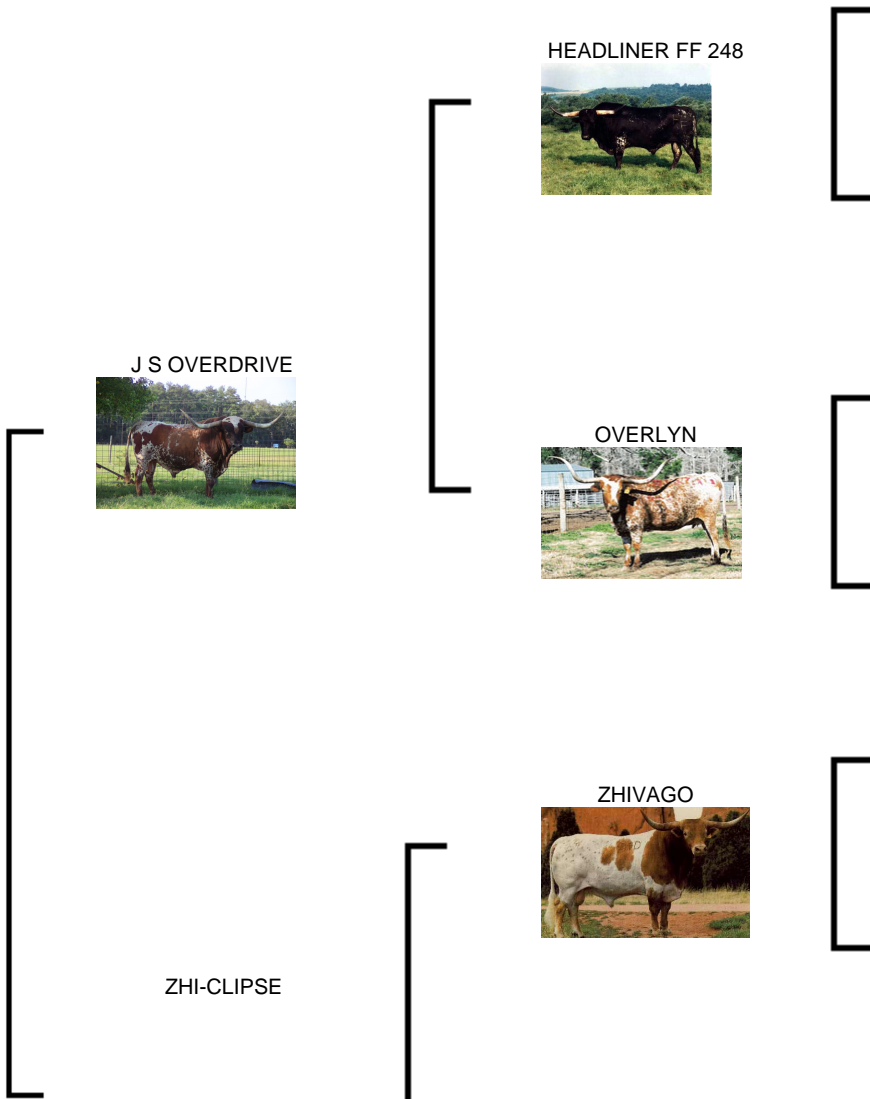 HEADLINER FF 248
J S OVERDRIVE
OVERLYN
ZHIVAGO
ZHI-CLIPSE